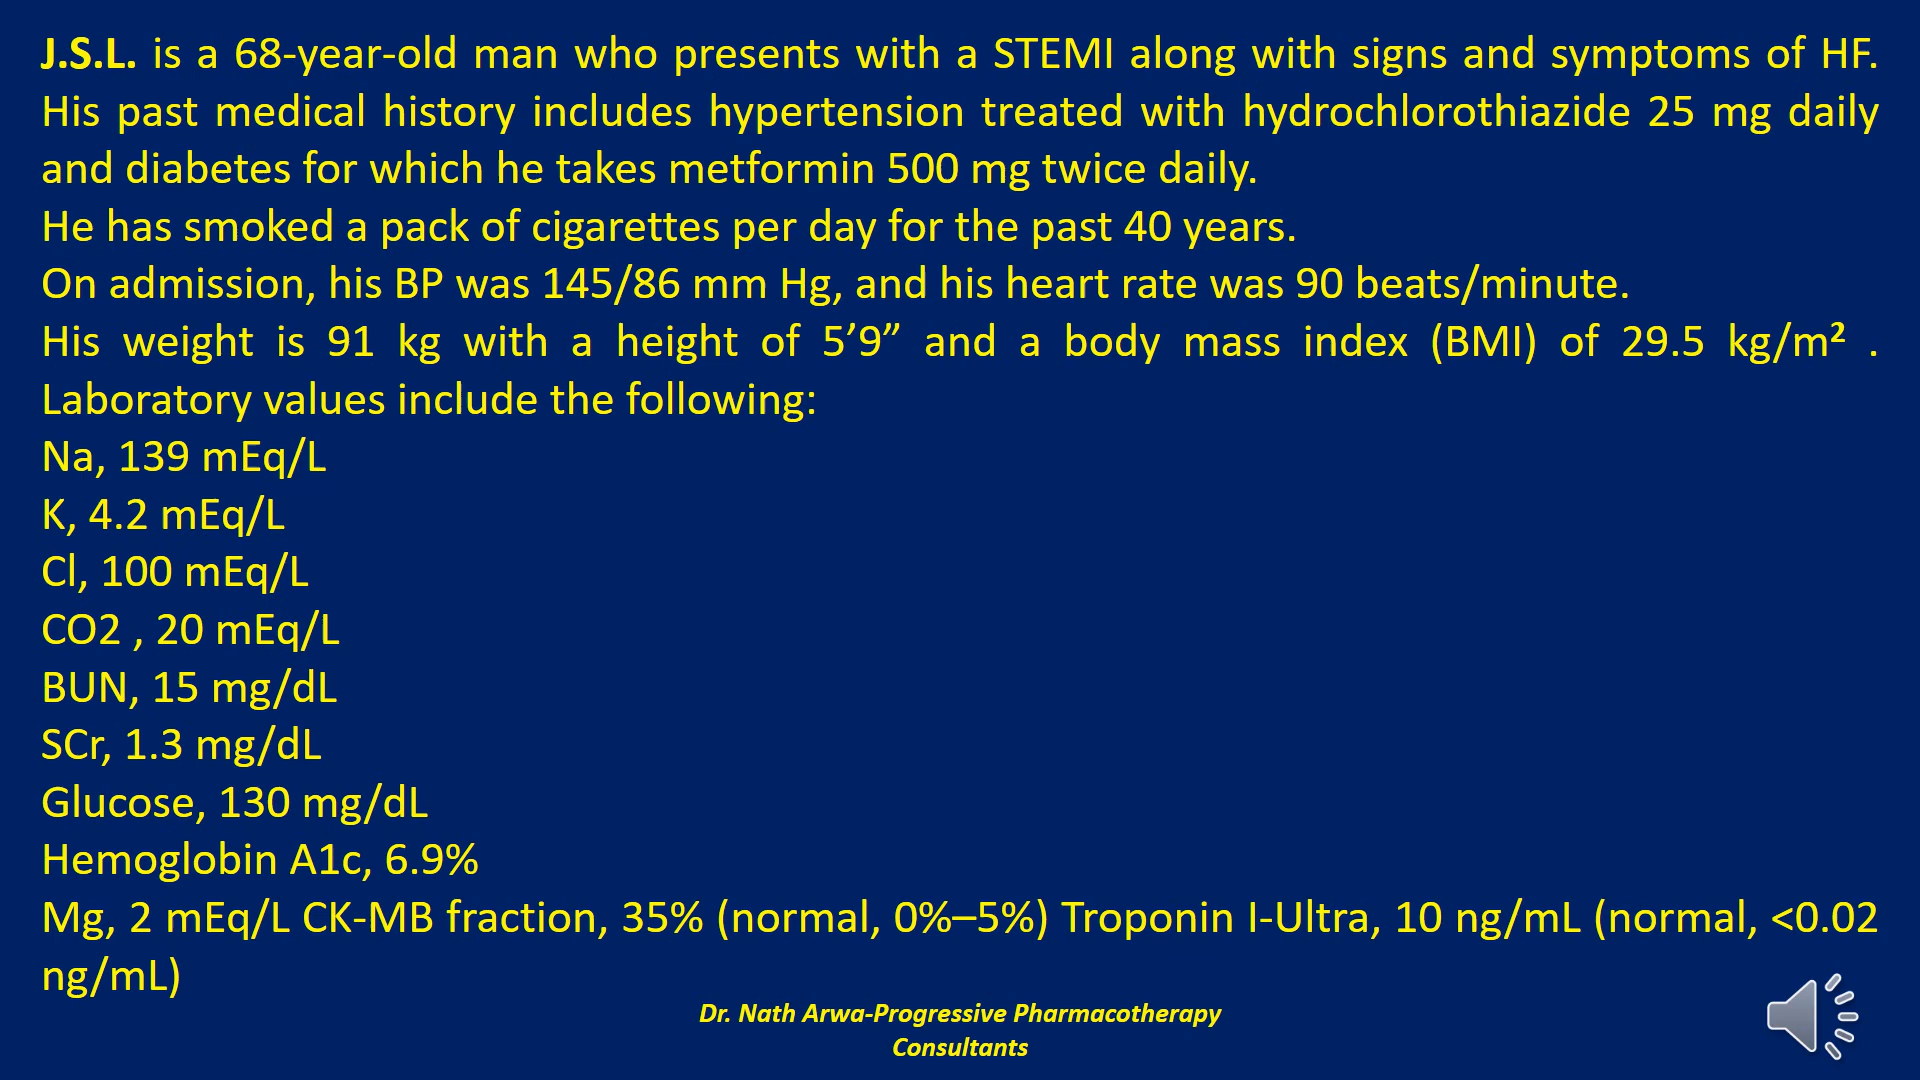 J.S.L. is a 68-year-old man who presents with a STEMI along with signs and symptoms of HF.
His past medical history includes hypertension treated with hydrochlorothiazide 25 mg daily
and diabetes for which he takes metformin 500 mg twice daily.
He has smoked a pack of cigarettes per day for the past 40 years.
On admission, his BP was 145/86 mm Hg, and his heart rate was 90 beats/minute.
His weight is 91 kg with a height of 5’9” and a body mass index (BMI) of 29.5 kg/m² .
Laboratory values include the following:
Na, 139 mEq/L
K, 4.2 mEq/L
Cl, 100 mEq/L
CO2 , 20 mEq/L
BUN, 15 mg/dL
SCr, 1.3 mg/dL
Glucose, 130 mg/dL
Hemoglobin A1c, 6.9%
Mg, 2 mEq/L CK-MB fraction, 35% (normal, 0%–5%) Troponin I-Ultra, 10 ng/mL (normal, <0.02
ng/mL)
Dr. Nath Arwa-Progressive Pharmacotherapy
Consultants